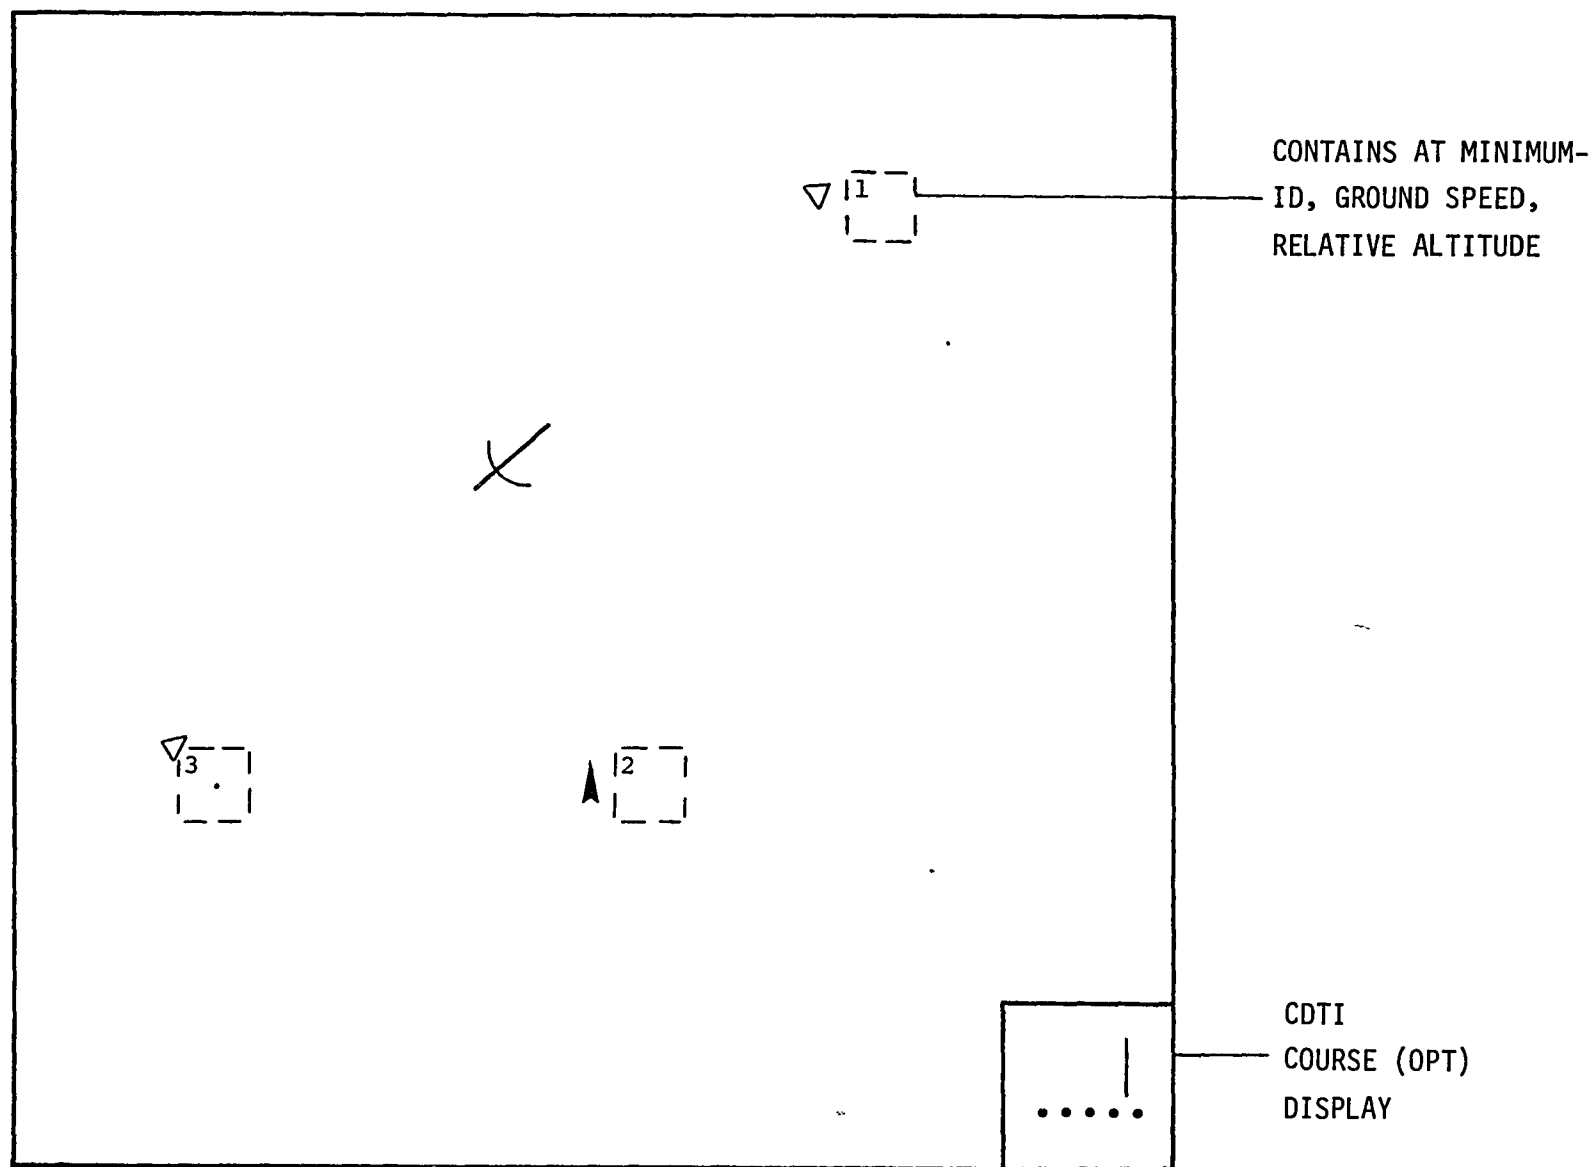 CONTAINS AT MINIMUM-
ID, GROUND SPEED,
RELATIVE ALTITUDE
1
3
2
CDTI
COURSE (OPT)
DISPLAY